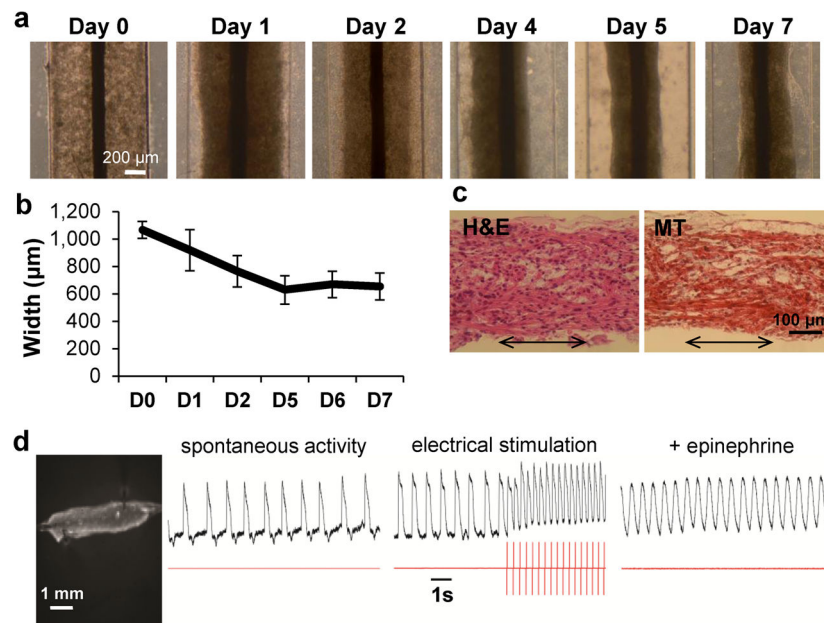 a
Day 0 Day 1 Day 2 Day 4 Day 5 Day 7
200 µm
b
Width (µm)
1,200
1,000
800
600
400
200
0
D0 D1 D2 D5 D6 D7
c
H&E MT
100 µm
d
spontaneous activity electrical stimulation + epinephrine
1 mm
1s